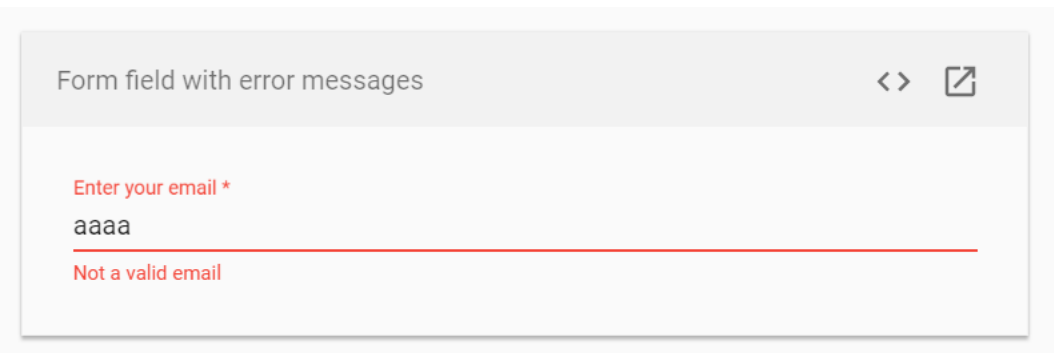 Form field with error messages
Enter your email *
aaaa
Not a valid email